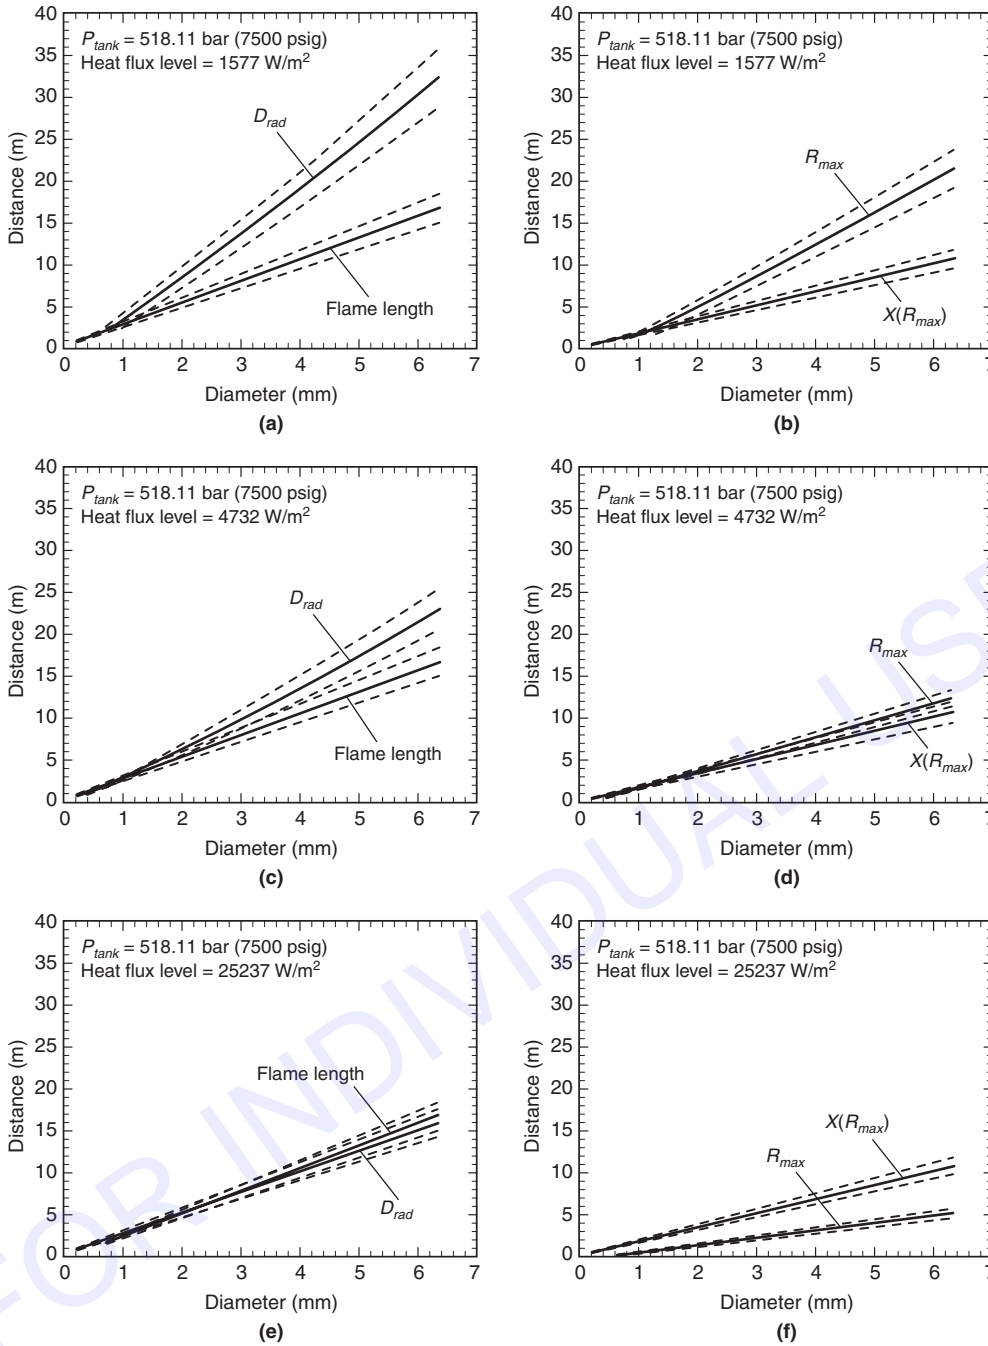 40
35
30
25
20
15
10
5
0
Distance (m)
P_tank = 518.11 bar (7500 psig)
Heat flux level = 1577 W/m²
D_rad
Flame length
0 1 2 3 4 5 6 7
Diameter (mm)
(a)
40
35
30
25
20
15
10
5
0
Distance (m)
P_tank = 518.11 bar (7500 psig)
Heat flux level = 1577 W/m²
R_max
X(R_max)
0 1 2 3 4 5 6 7
Diameter (mm)
(b)
40
35
30
25
20
15
10
5
0
Distance (m)
P_tank = 518.11 bar (7500 psig)
Heat flux level = 4732 W/m²
D_rad
Flame length
0 1 2 3 4 5 6 7
Diameter (mm)
(c)
40
35
30
25
20
15
10
5
0
Distance (m)
P_tank = 518.11 bar (7500 psig)
Heat flux level = 4732 W/m²
R_max
X(R_max)
0 1 2 3 4 5 6 7
Diameter (mm)
(d)
40
35
30
25
20
15
10
5
0
Distance (m)
P_tank = 518.11 bar (7500 psig)
Heat flux level = 25237 W/m²
Flame length
D_rad
0 1 2 3 4 5 6 7
Diameter (mm)
(e)
40
35
30
25
20
15
10
5
0
Distance (m)
P_tank = 518.11 bar (7500 psig)
Heat flux level = 25237 W/m²
X(R_max)
R_max
0 1 2 3 4 5 6 7
Diameter (mm)
(f)
FOR INDIVIDUAL USE